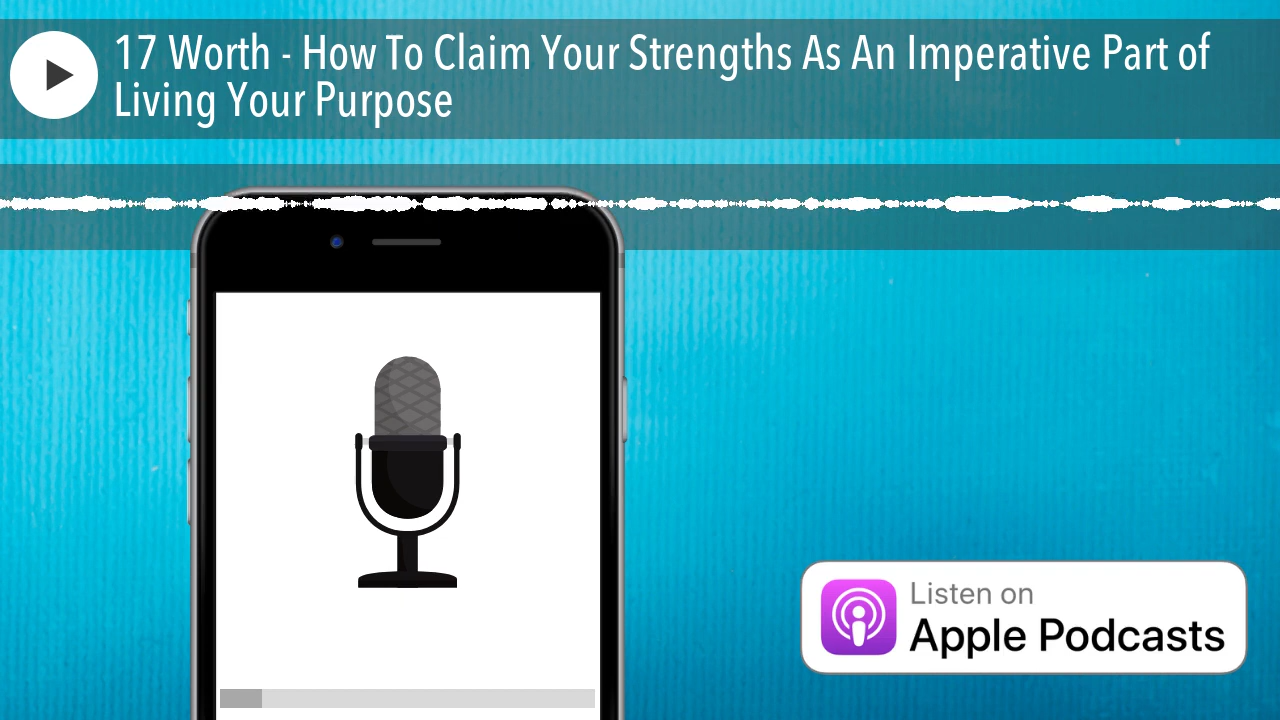 17 Worth - How To Claim Your Strengths As An Imperative Part of
Living Your Purpose
Listen on
Apple Podcasts